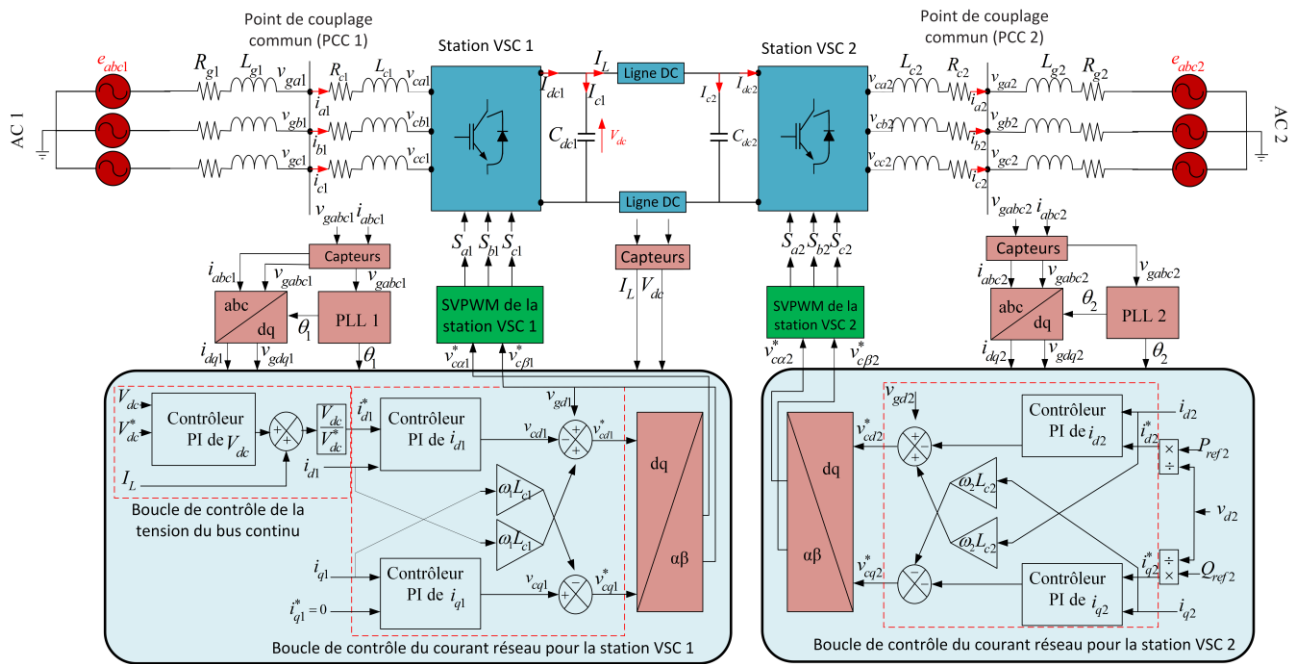 Point de couplage
commun (PCC 1)
Station VSC 1
Station VSC 2
Point de couplage
commun (PCC 2)
AC 1
e_abc1
R_g1
L_g1
v_ga1
R_c1
L_c1
v_ca1
i_a1
v_gb1
i_b1
v_cb1
v_gc1
i_c1
v_cc1
I_dc1
I_L
Ligne DC
I_c1
C_dc1
V_dc
I_c2
I_dc2
C_dc2
Ligne DC
v_ca2
L_c2
R_c2
v_ga2
L_g2
R_g2
e_abc2
i_a2
v_cb2
v_gb2
i_b2
v_cc2
v_gc2
i_c2
AC 2
v_gabc1
i_abc1
Capteurs
i_abc1
v_gabc1
v_gabc1
abc
dq
θ_1
PLL 1
i_dq1
v_gdq1
θ_1
S_a1
S_b1
S_c1
SVPWM de la
station VSC 1
v*_cα1
v*_cβ1
Capteurs
I_L
V_dc
S_a2
S_b2
S_c2
SVPWM de la
station VSC 2
v*_cα2
v*_cβ2
v_gabc2
i_abc2
Capteurs
i_abc2
v_gabc2
v_gabc2
abc
dq
θ_2
PLL 2
i_dq2
v_gdq2
θ_2
V_dc
V*_dc
Contrôleur
PI de V_dc
+
+
V_dc
V*_dc
I_L
Boucle de contrôle de la
tension du bus continu
i*_d1
i_d1
Contrôleur
PI de i_d1
v_cd1
v_gd1
-
+
+
v*_cd1
ω_1L_c1
ω_1L_c1
i_q1
i*_q1=0
Contrôleur
PI de i_q1
v_cq1
+
-
-
v*_cq1
dq
αβ
Boucle de contrôle du courant réseau pour la station VSC 1
dq
αβ
v_gd2
v*_cd2
+
+
+
ω_2L_c2
ω_2L_c2
v*_cq2
-
-
Contrôleur
PI de i_d2
i_d2
i*_d2
×
÷
P_ref2
v_d2
÷
×
Q_ref2
i*_q2
i_q2
Contrôleur
PI de i_q2
Boucle de contrôle du courant réseau pour la station VSC 2